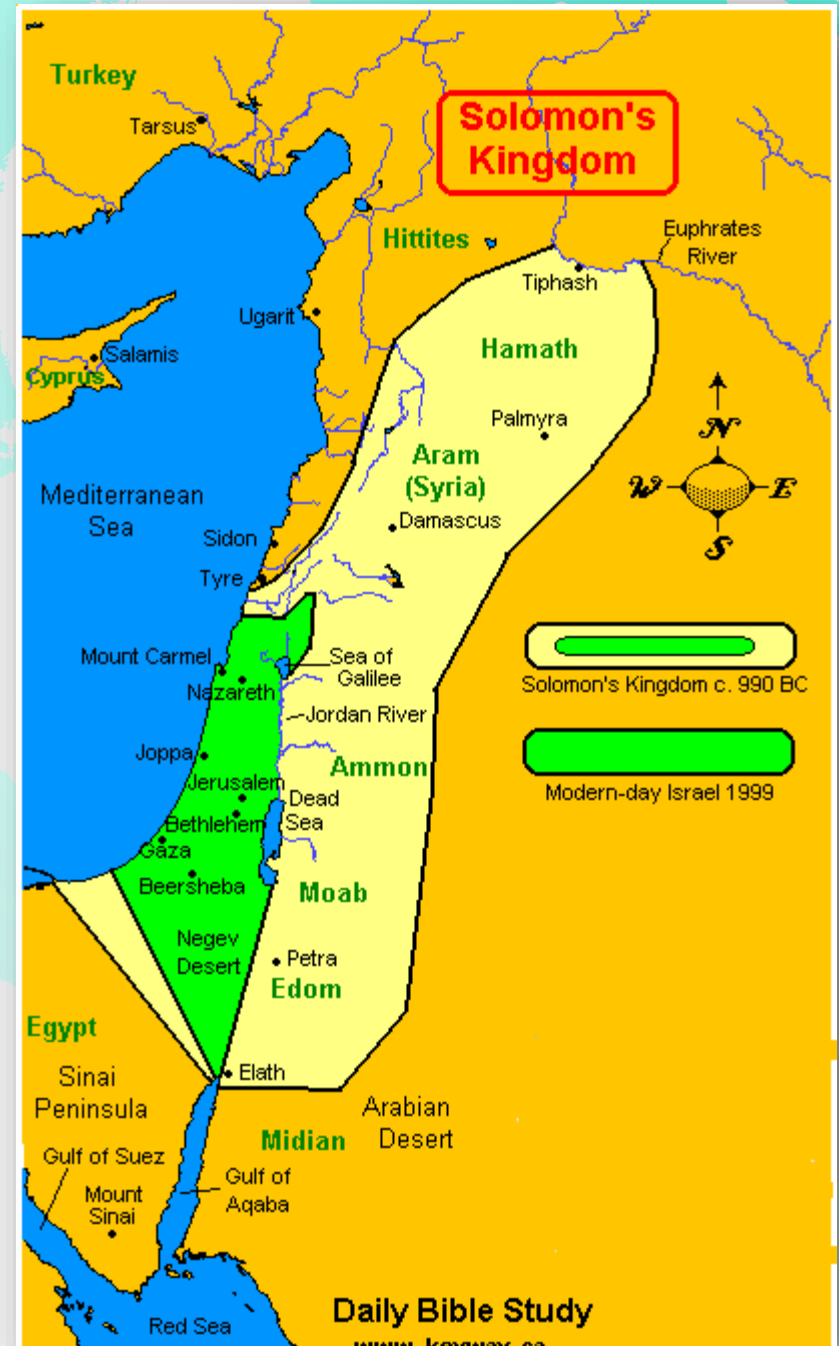 Turkey
Tarsus
Solomon's
Kingdom
Hittites
Euphrates
River
Tiphash
Ugarit
Hamath
Salamis
Cyprus
Palmyra
N
Aram
(Syria)
W
E
Mediterranean
Sea
Damascus
Sidon
S
Tyre
Mount Carmel
Sea of
Galilee
Nazareth
Solomon's Kingdom c. 990 BC
Jordan River
Joppa
Ammon
Jerusalem
Modern-day Israel 1999
Dead
Sea
Bethlehem
Gaza
Beersheba
Moab
Negev
Desert
Petra
Edom
Egypt
Elath
Sinai
Peninsula
Arabian
Desert
Midian
Gulf of Suez
Gulf of
Aqaba
Mount
Sinai
Daily Bible Study
Red Sea